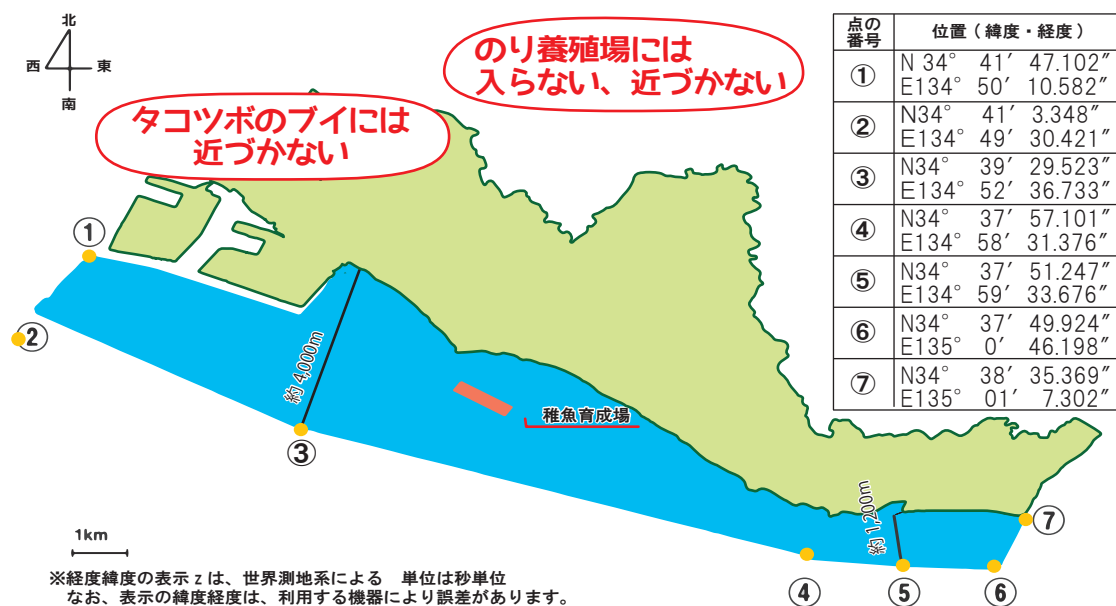 北
西
東
南
のり養殖場には
入らない、近づかない
タコツボのブイには
近づかない
点の
番号
位置(緯度・経度)
① N 34° 41′ 47.102″
E134° 50′ 10.582″
② N34° 41′ 3.348″
E134° 49′ 30.421″
③ N34° 39′ 29.523″
E134° 52′ 36.733″
④ N34° 37′ 57.101″
E134° 58′ 31.376″
⑤ N34° 37′ 51.247″
E134° 59′ 33.676″
⑥ N34° 37′ 49.924″
E135° 0′ 46.198″
⑦ N34° 38′ 35.369″
E135° 01′ 7.302″
①
②
約 4,000m
③
稚魚育成場
約 1,200m
④
⑤
⑥
⑦
1km
※経度緯度の表示 z は、世界測地系による 単位は秒単位
なお、表示の緯度経度は、利用する機器により誤差があります。